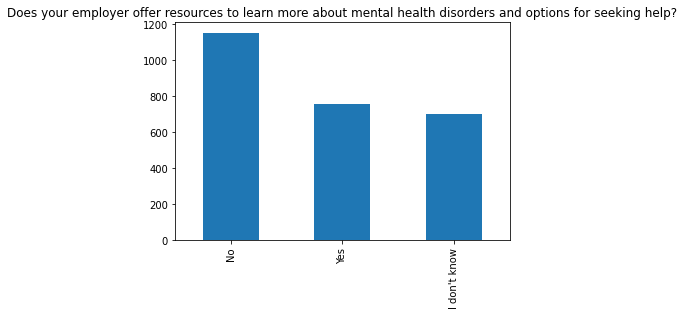 Does your employer offer resources to learn more about mental health disorders and options for seeking help?
1200
1000
800
600
400
200
0
No
Yes
I don't know